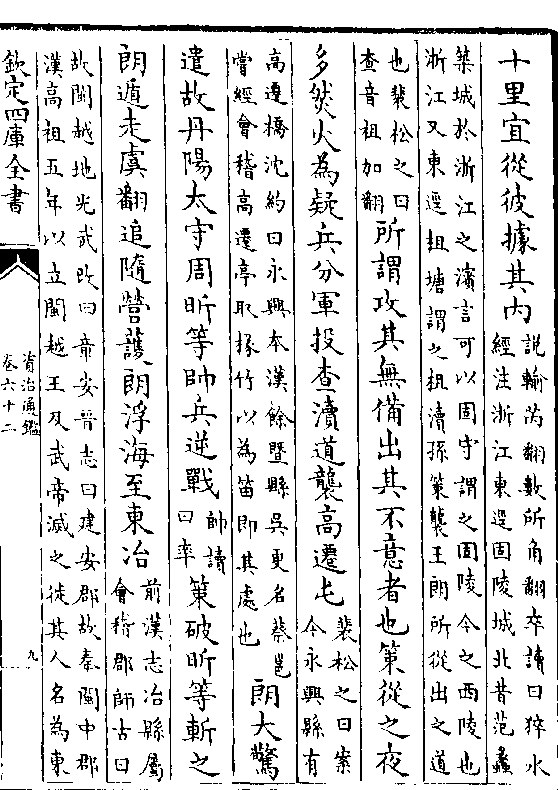 十里宜從彼據其内說輸芮翻數所角翻卒讀曰猝水
經注浙江東逕固陵城北昔范蠡
築城於浙江之濱言可以固守謂之固陵今之西陵也
浙江又東逕柤塘謂之柤瀆孫策襲王朗所從出之道
也裴松之曰
查音祖加翻所謂攻其無備出其不意者也策從之夜
多然火為疑兵分軍投查瀆道襲高遷屯裴松之曰案
今永興縣有
高遷橋沈約曰永興本漢餘暨縣吳更名蔡邕
嘗經會稽高遷亭取椽竹以為笛即其處也朗大驚
遣故丹陽太守周昕等帥兵逆戰帥讀
曰率策破昕等斬之
朗遁走虞翻追隨營護朗浮海至東冶前漢志冶縣屬
會稽郡師古曰
故閩越地光武改曰章安晉志曰建安郡故秦閩中郡
漢高祖五年以立閩越王及武帝滅之徙其人名為東
欽定四庫全書
資治通鑑
卷六十二
九